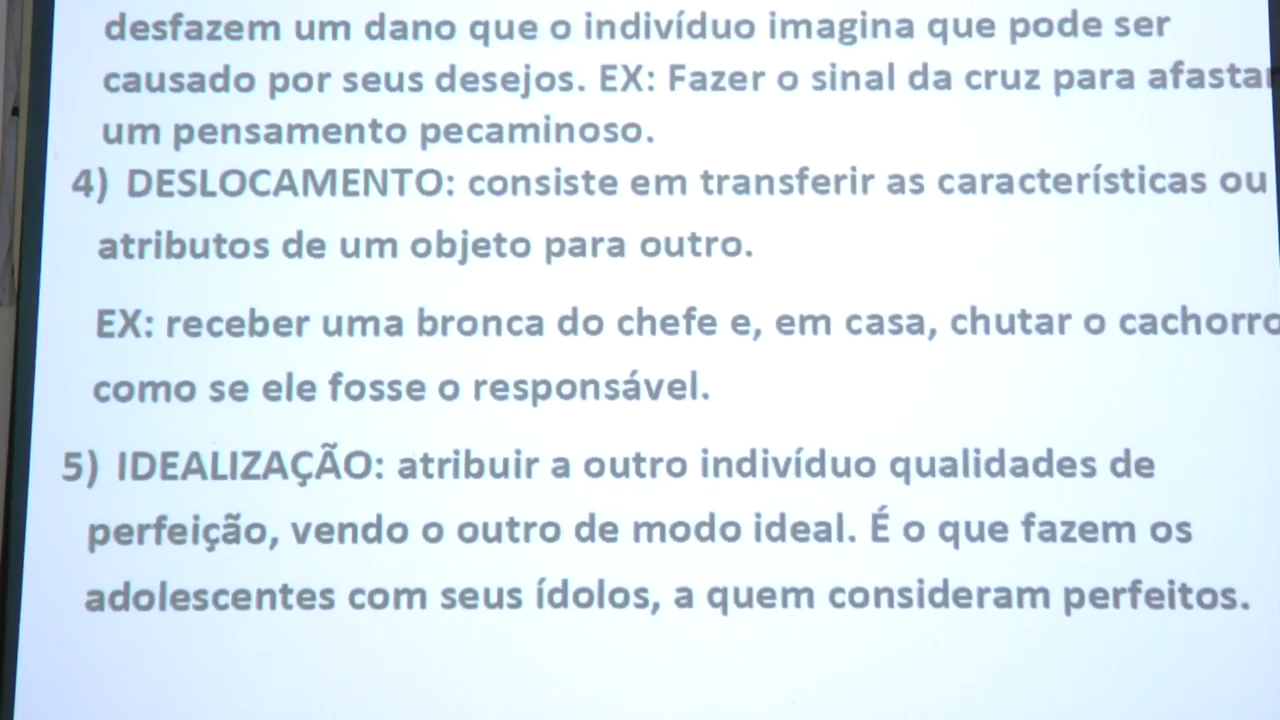 desfazem um dano que o indivíduo imagina que pode ser
causado por seus desejos. EX: Fazer o sinal da cruz para afastar
um pensamento pecaminoso.
4) DESLOCAMENTO: consiste em transferir as características ou
atributos de um objeto para outro.
EX: receber uma bronca do chefe e, em casa, chutar o cachorro
como se ele fosse o responsável.
5) IDEALIZAÇÃO: atribuir a outro indivíduo qualidades de
perfeição, vendo o outro de modo ideal. É o que fazem os
adolescentes com seus ídolos, a quem consideram perfeitos.